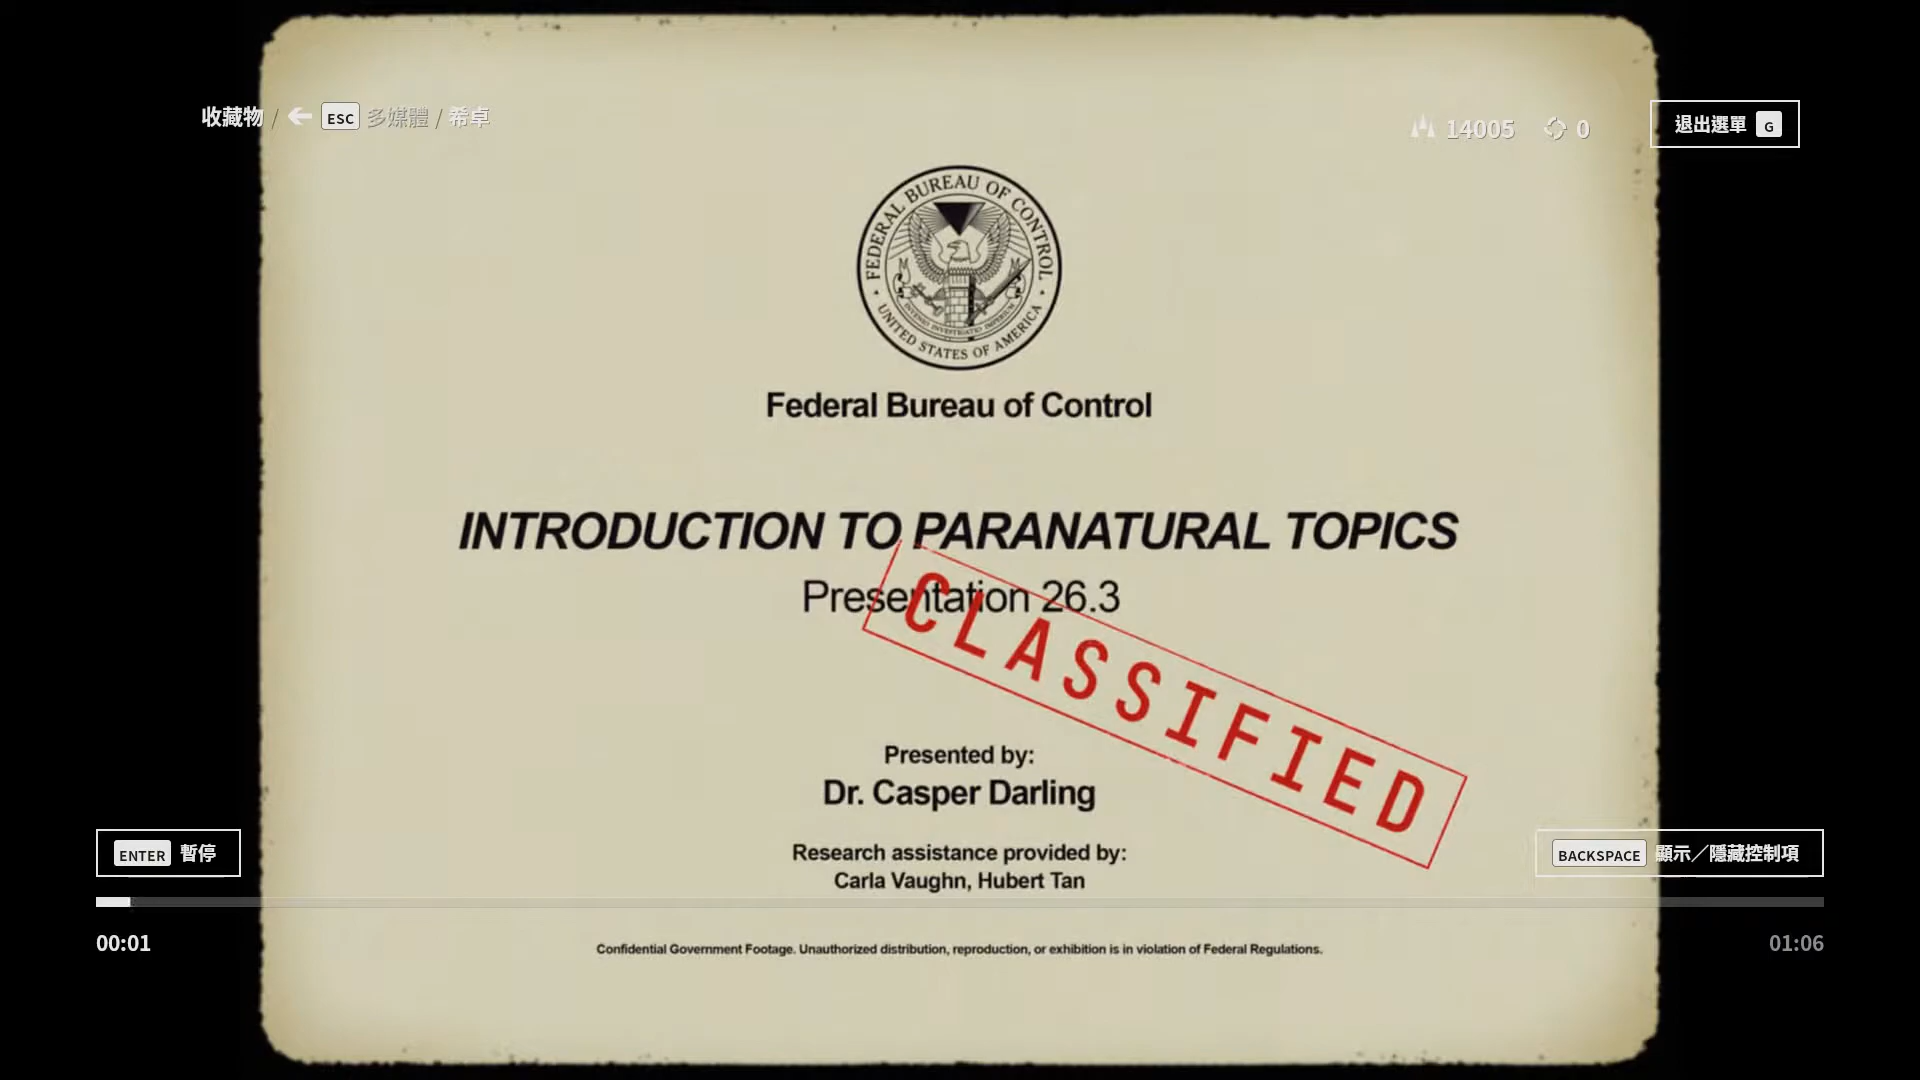 收藏物 / ESC 多媒體 / 希卓
14005 0
退出選單 G
FEDERAL BUREAU OF CONTROL
UNITED STATES OF AMERICA
INVENIO INVESTIGATIO IMPERIUM
Federal Bureau of Control
INTRODUCTION TO PARANATURAL TOPICS
Presentation 26.3
CLASSIFIED
Presented by:
Dr. Casper Darling
Research assistance provided by:
Carla Vaughn, Hubert Tan
ENTER 暫停
BACKSPACE 顯示／隱藏控制項
00:01
01:06
Confidential Government Footage. Unauthorized distribution, reproduction, or exhibition is in violation of Federal Regulations.